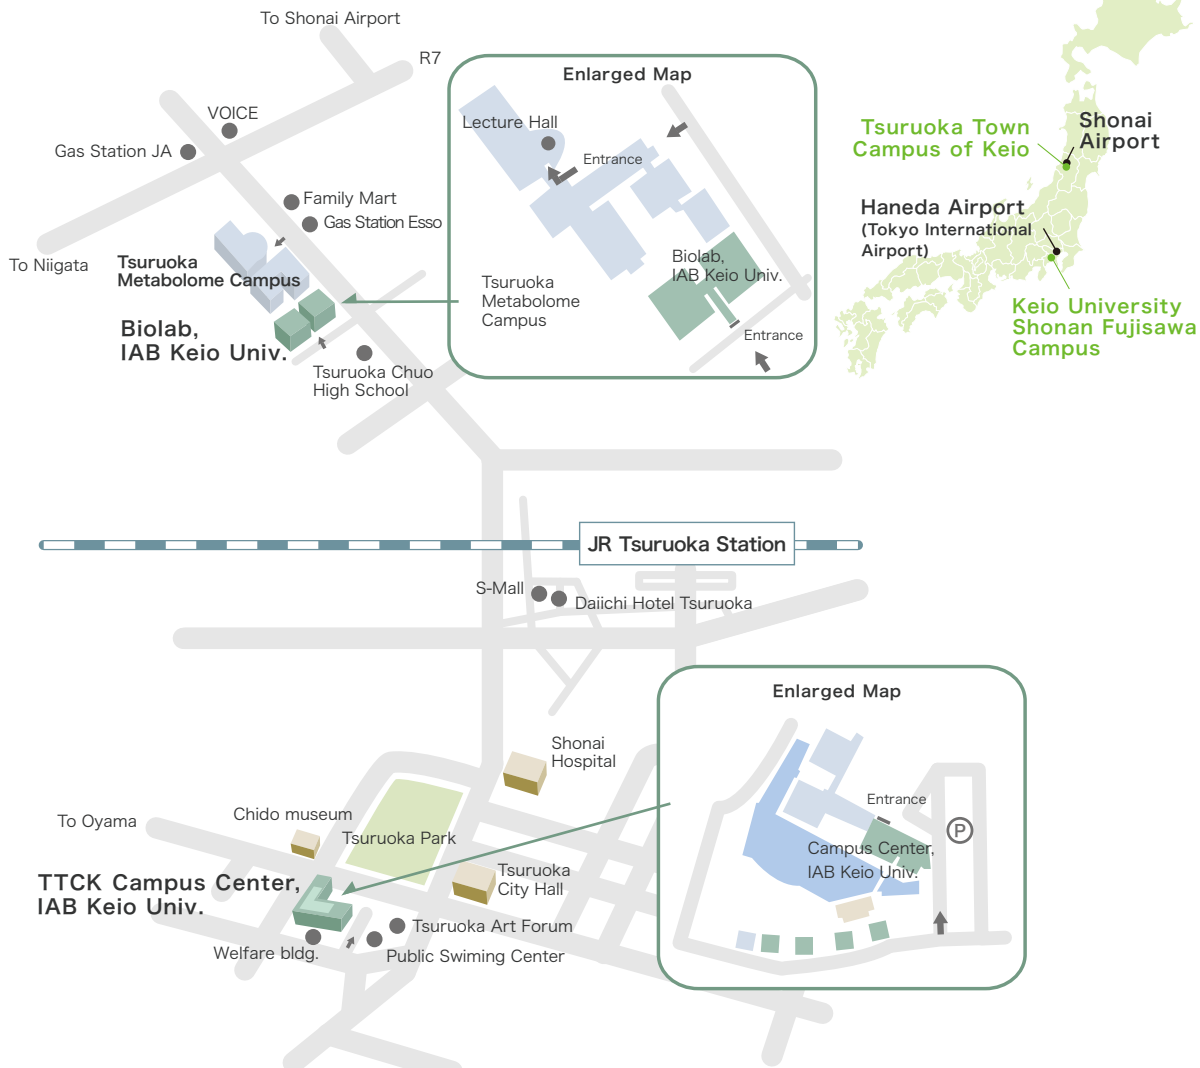 To Shonai Airport
R7
VOICE
Gas Station JA
Family Mart
Gas Station Esso
To Niigata
Tsuruoka
Metabolome Campus
Biolab,
IAB Keio Univ.
Tsuruoka Chuo
High School
Enlarged Map
Lecture Hall
Entrance
Biolab,
IAB Keio Univ.
Tsuruoka
Metabolome
Campus
Entrance
Tsuruoka Town
Campus of Keio
Shonai
Airport
Haneda Airport
(Tokyo International
Airport)
Keio University
Shonan Fujisawa
Campus
JR Tsuruoka Station
S-Mall
Daiichi Hotel Tsuruoka
Shonai
Hospital
Chido museum
To Oyama
Tsuruoka Park
TTCK Campus Center,
IAB Keio Univ.
Tsuruoka
City Hall
Tsuruoka Art Forum
Welfare bldg.
Public Swiming Center
Enlarged Map
Entrance
P
Campus Center,
IAB Keio Univ.